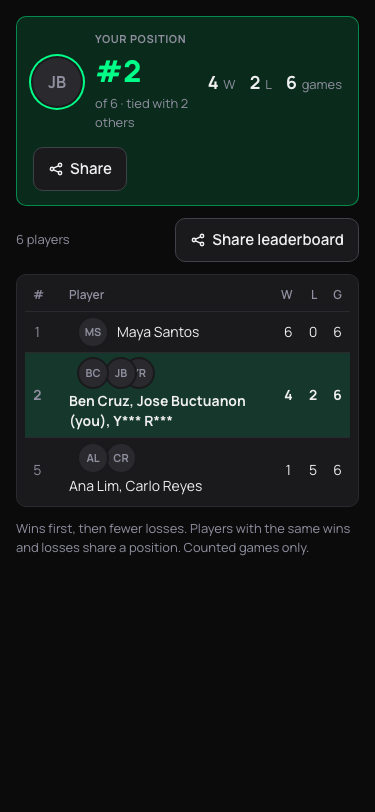 YOUR POSITION
JB
#2
4 W 2 L 6 games
of 6 · tied with 2
others
Share
6 players
Share leaderboard
# Player W L G
1 MS Maya Santos 6 0 6
BC JB YR
2 Ben Cruz, Jose Buctuanon 4 2 6
(you), Y*** R***
AL CR
5 Ana Lim, Carlo Reyes 1 5 6
Wins first, then fewer losses. Players with the same wins
and losses share a position. Counted games only.